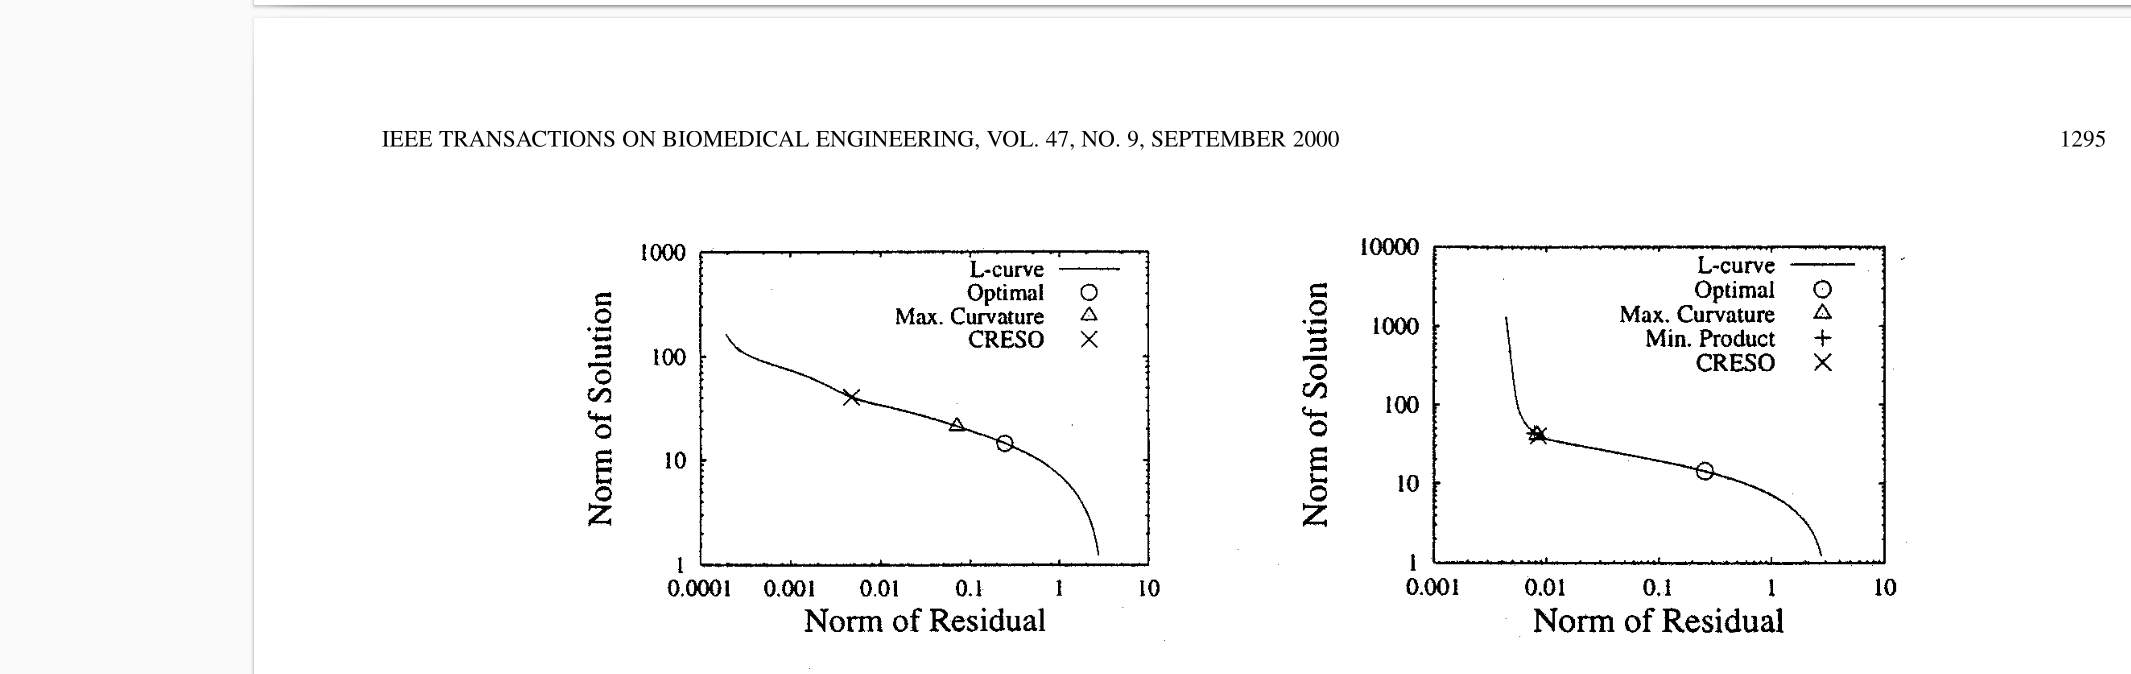 IEEE TRANSACTIONS ON BIOMEDICAL ENGINEERING, VOL. 47, NO. 9, SEPTEMBER 2000
1295
Norm of Solution
1000
100
10
1
L-curve
Optimal
Max. Curvature
CRESO
0.0001 0.001 0.01 0.1 1 10
Norm of Residual
Norm of Solution
10000
1000
100
10
1
L-curve
Optimal
Max. Curvature
Min. Product
CRESO
0.001 0.01 0.1 1 10
Norm of Residual